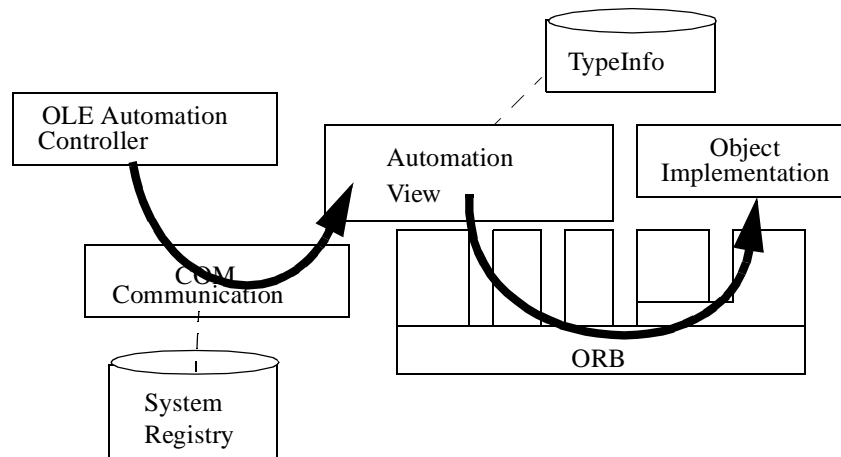 TypeInfo
OLE Automation
Controller
Automation
View
Object
Implementation
COM
Communication
ORB
System
Registry